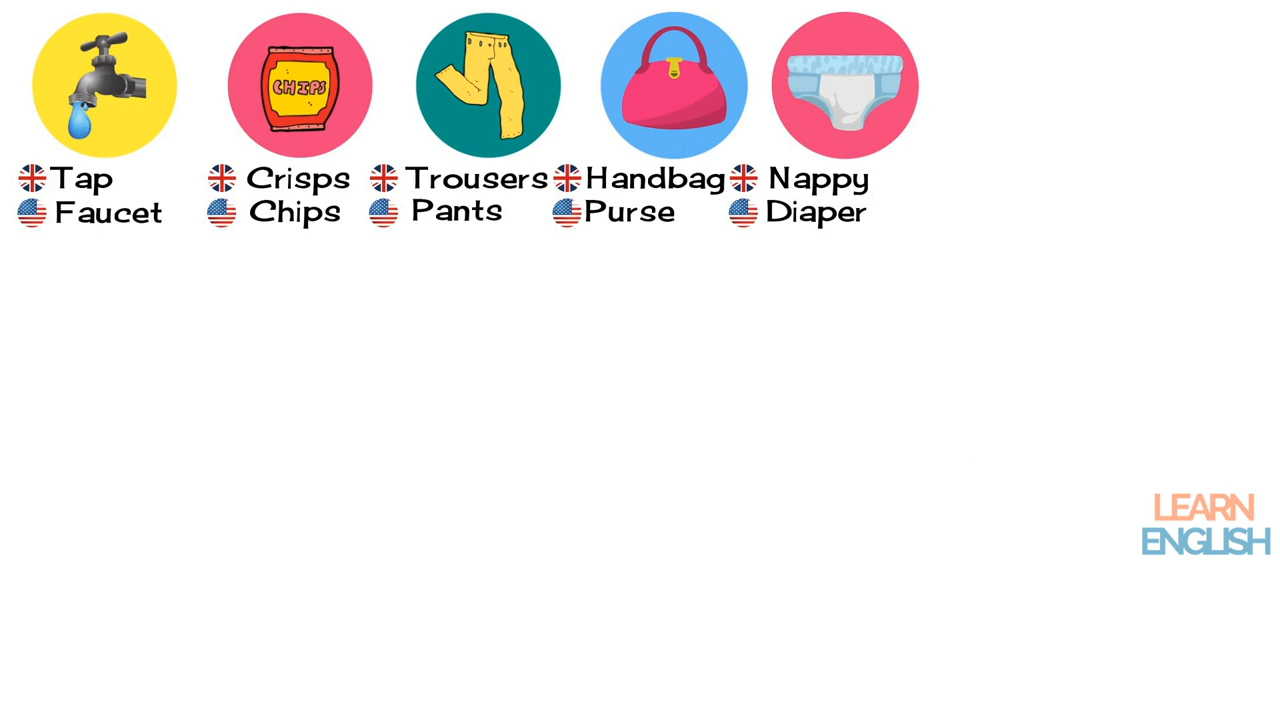 CHIPS
Tap
Faucet
Crisps
Chips
Trousers
Pants
Handbag
Purse
Nappy
Diaper
LEARN
ENGLISH